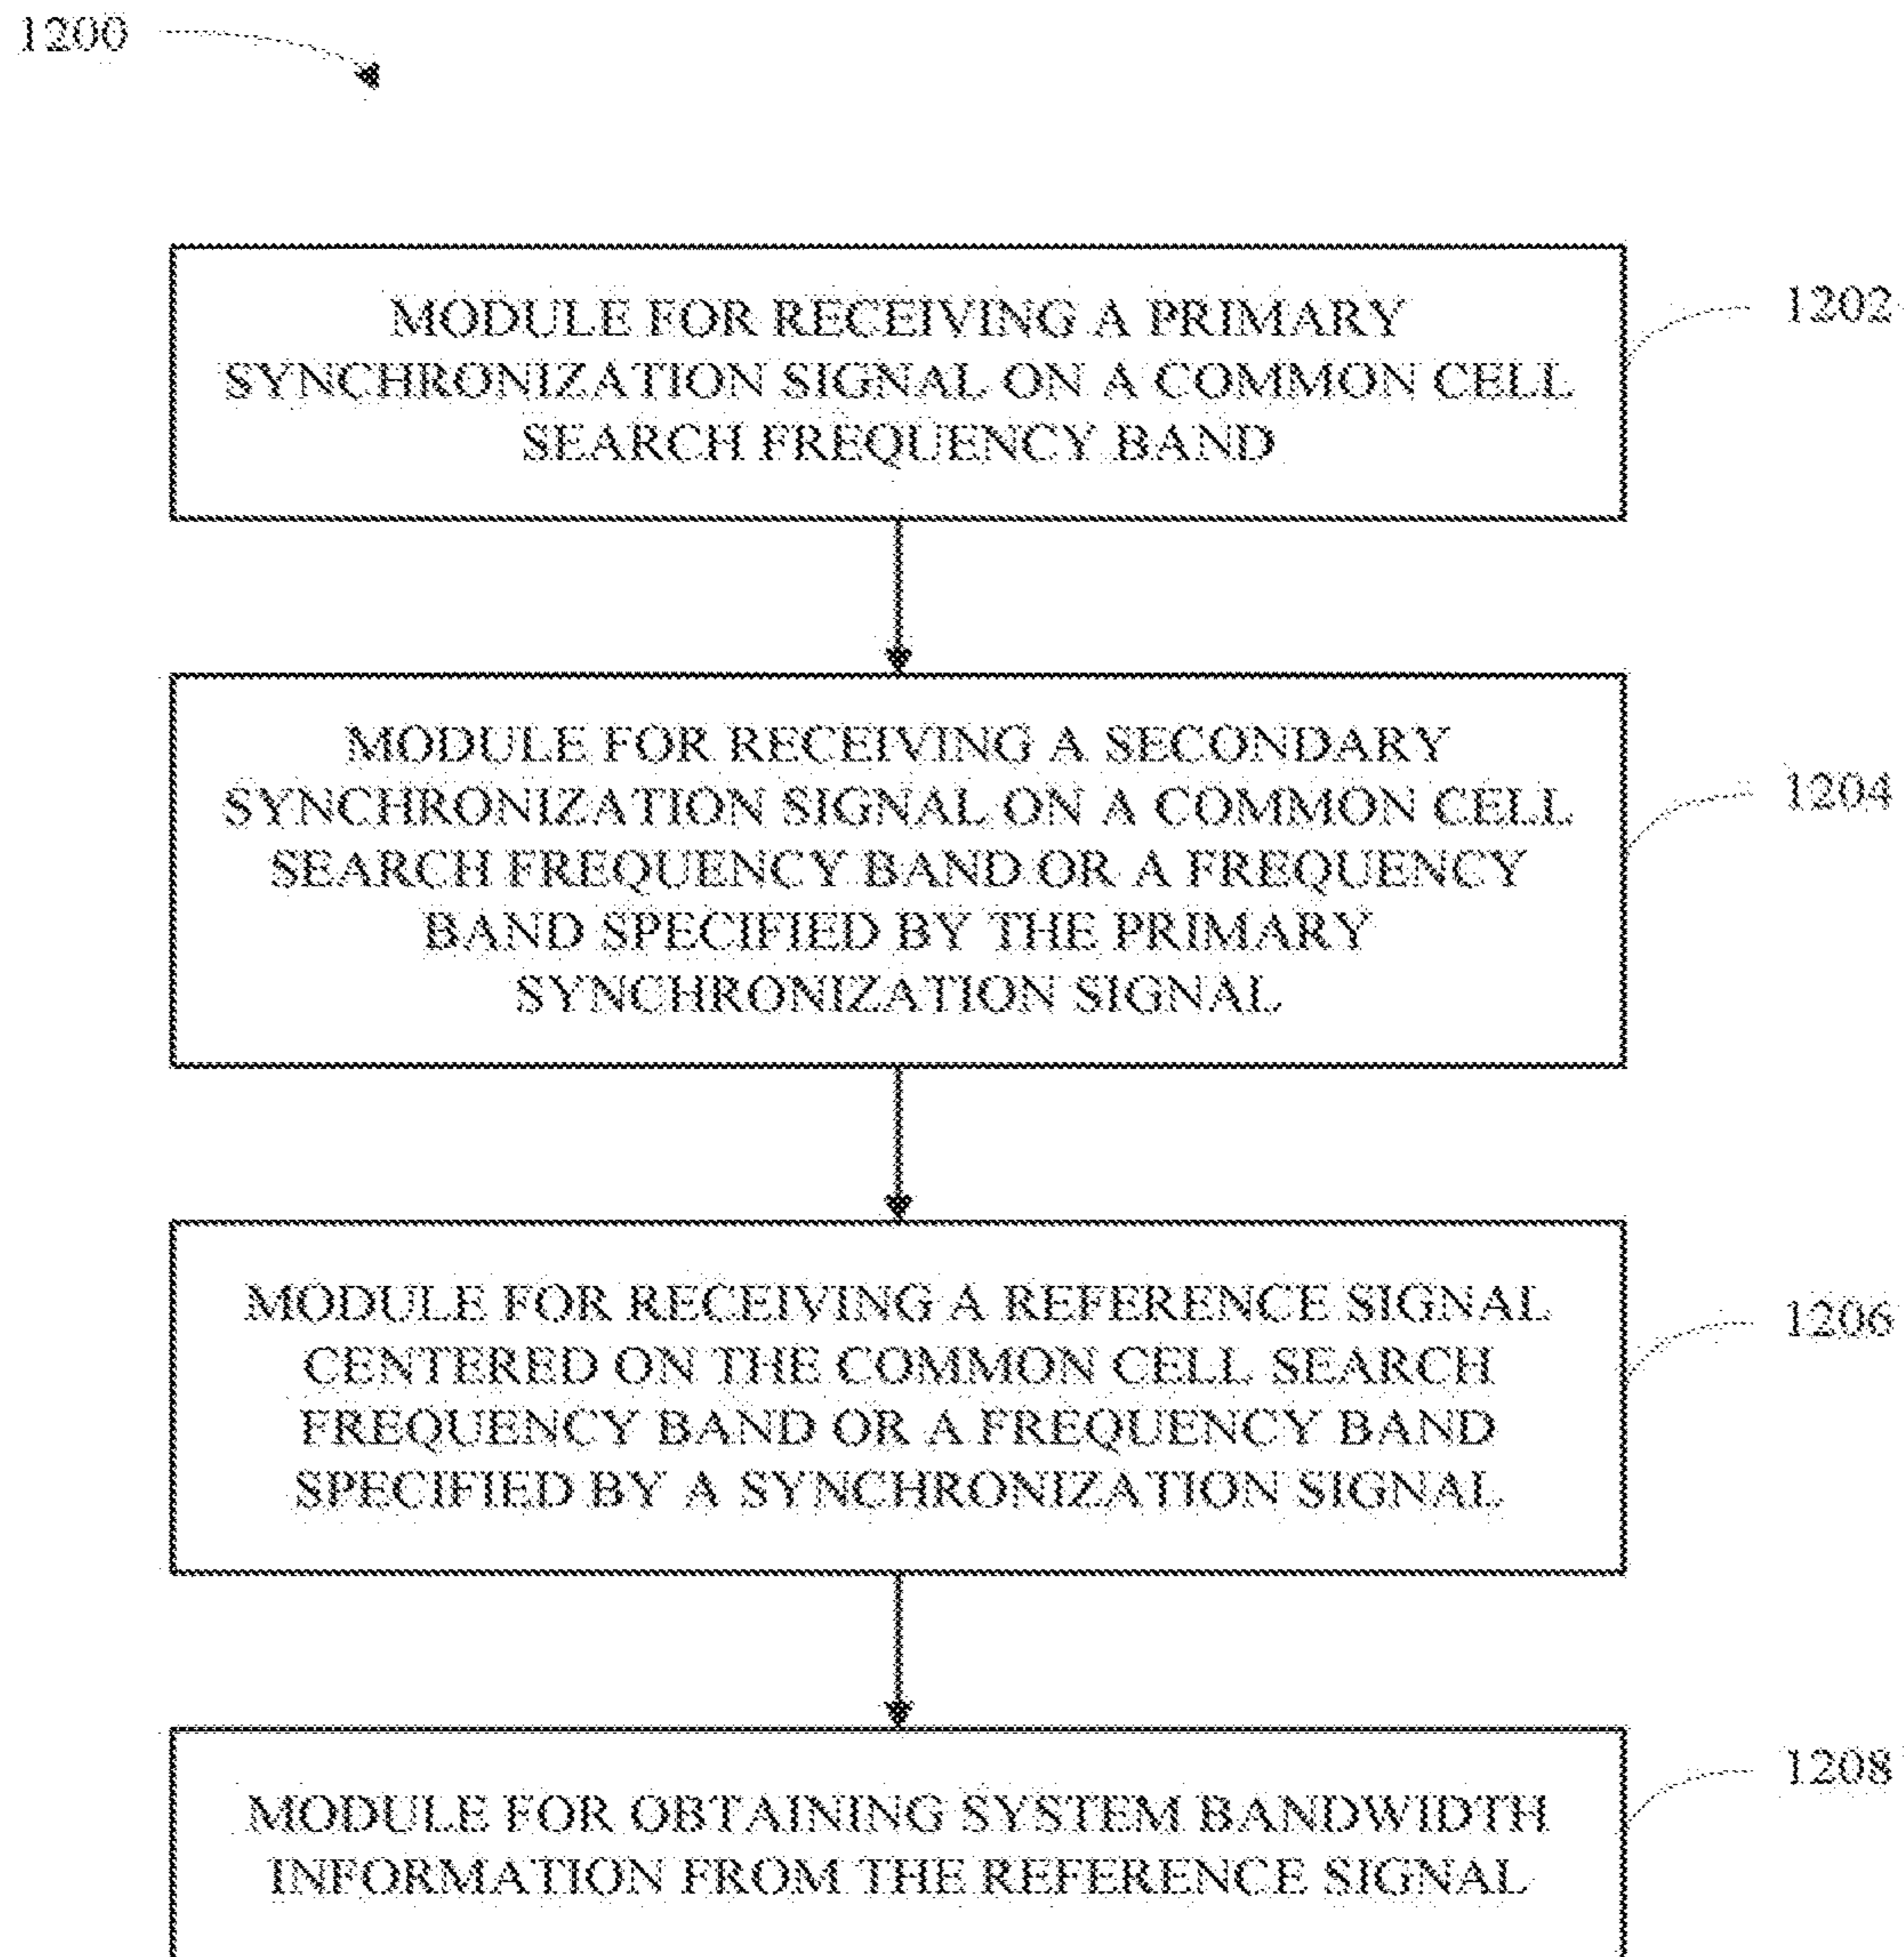 1200
MODULE FOR RECEIVING A PRIMARY
SYNCHRONIZATION SIGNAL ON A COMMON CELL
SEARCH FREQUENCY BAND
1202
MODULE FOR RECEIVING A SECONDARY
SYNCHRONIZATION SIGNAL ON A COMMON CELL
SEARCH FREQUENCY BAND OR A FREQUENCY
BAND SPECIFIED BY THE PRIMARY
SYNCHRONIZATION SIGNAL
1204
MODULE FOR RECEIVING A REFERENCE SIGNAL
CENTERED ON THE COMMON CELL SEARCH
FREQUENCY BAND OR A FREQUENCY BAND
SPECIFIED BY A SYNCHRONIZATION SIGNAL
1206
MODULE FOR OBTAINING SYSTEM BANDWIDTH
INFORMATION FROM THE REFERENCE SIGNAL
1208